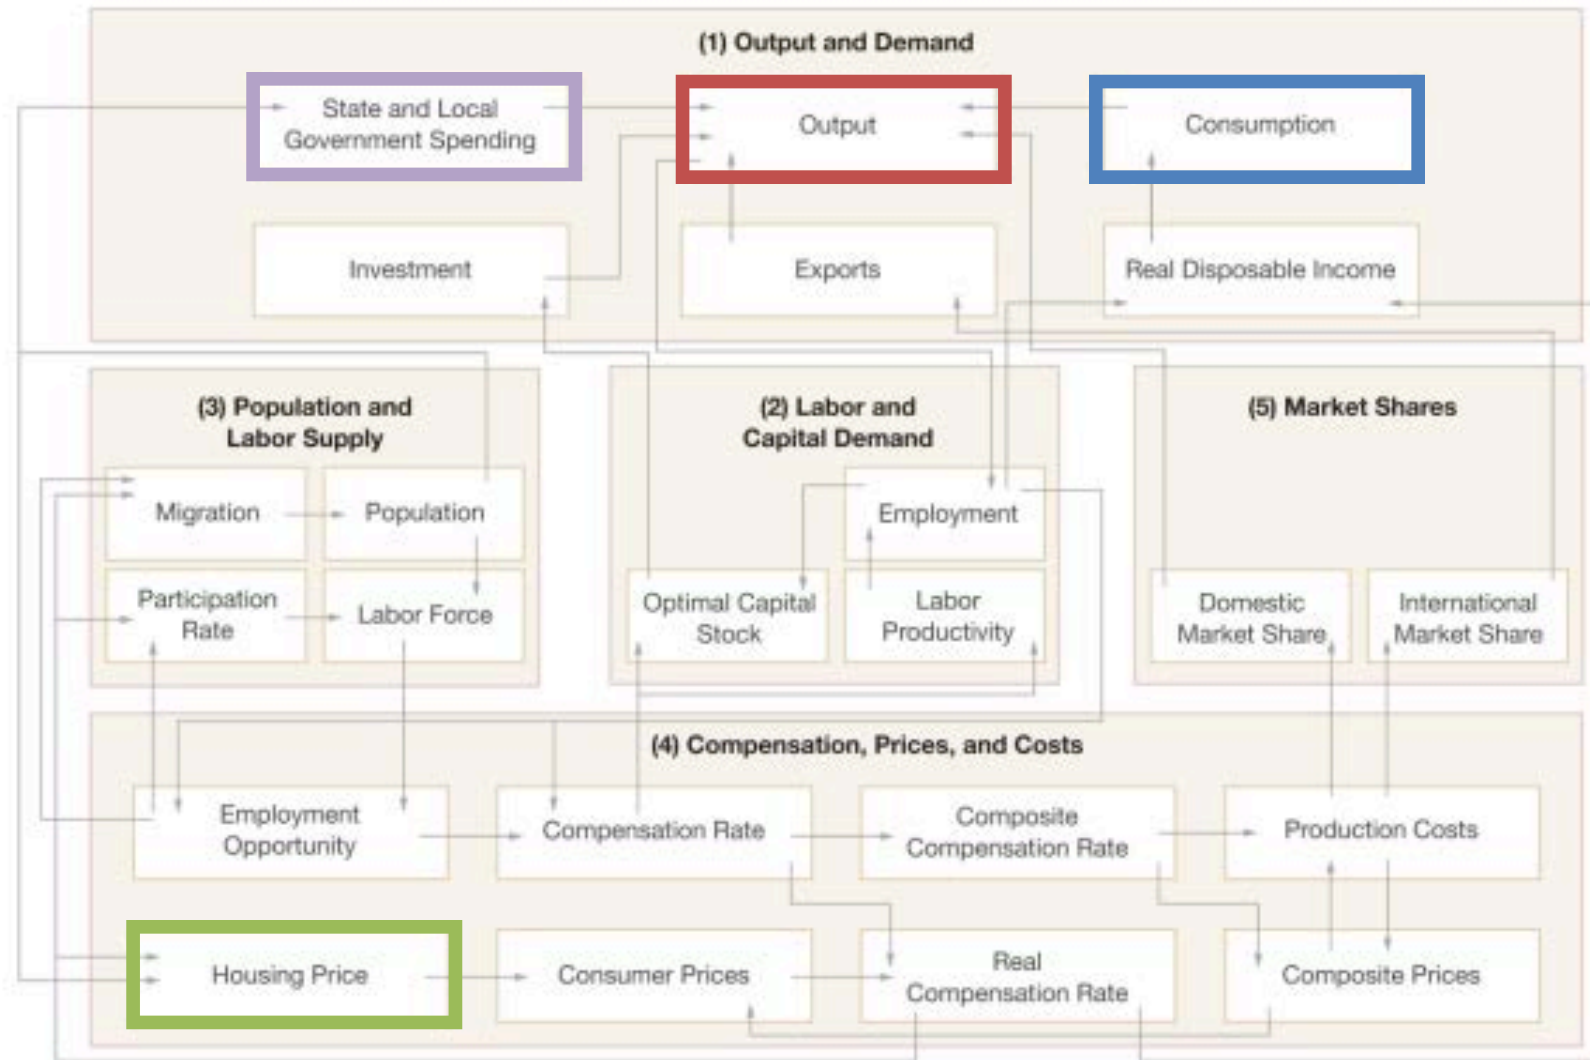 (1) Output and Demand
State and Local
Government Spending
Output
Consumption
Investment
Exports
Real Disposable Income
(3) Population and
Labor Supply
Migration
Population
Participation
Rate
Labor Force
(2) Labor and
Capital Demand
Employment
Optimal Capital
Stock
Labor
Productivity
(5) Market Shares
Domestic
Market Share
International
Market Share
(4) Compensation, Prices, and Costs
Employment
Opportunity
Compensation Rate
Composite
Compensation Rate
Production Costs
Housing Price
Consumer Prices
Real
Compensation Rate
Composite Prices